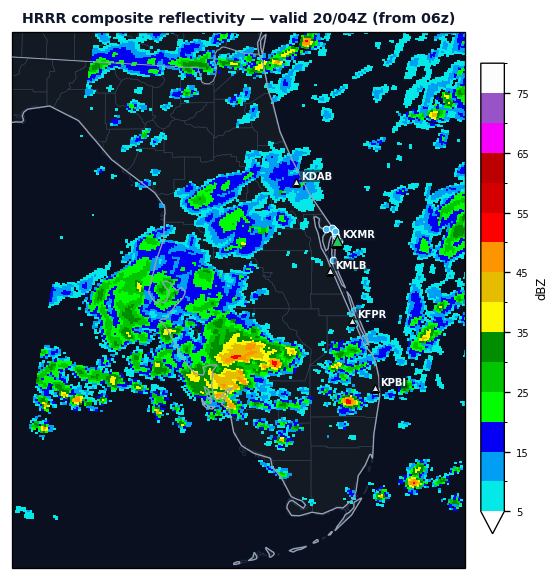 HRRR composite reflectivity — valid 20/04Z (from 06z)
KDAB
KXMR
KMLB
KFPR
KPBI
75
65
55
45
35
25
15
5
dBZ